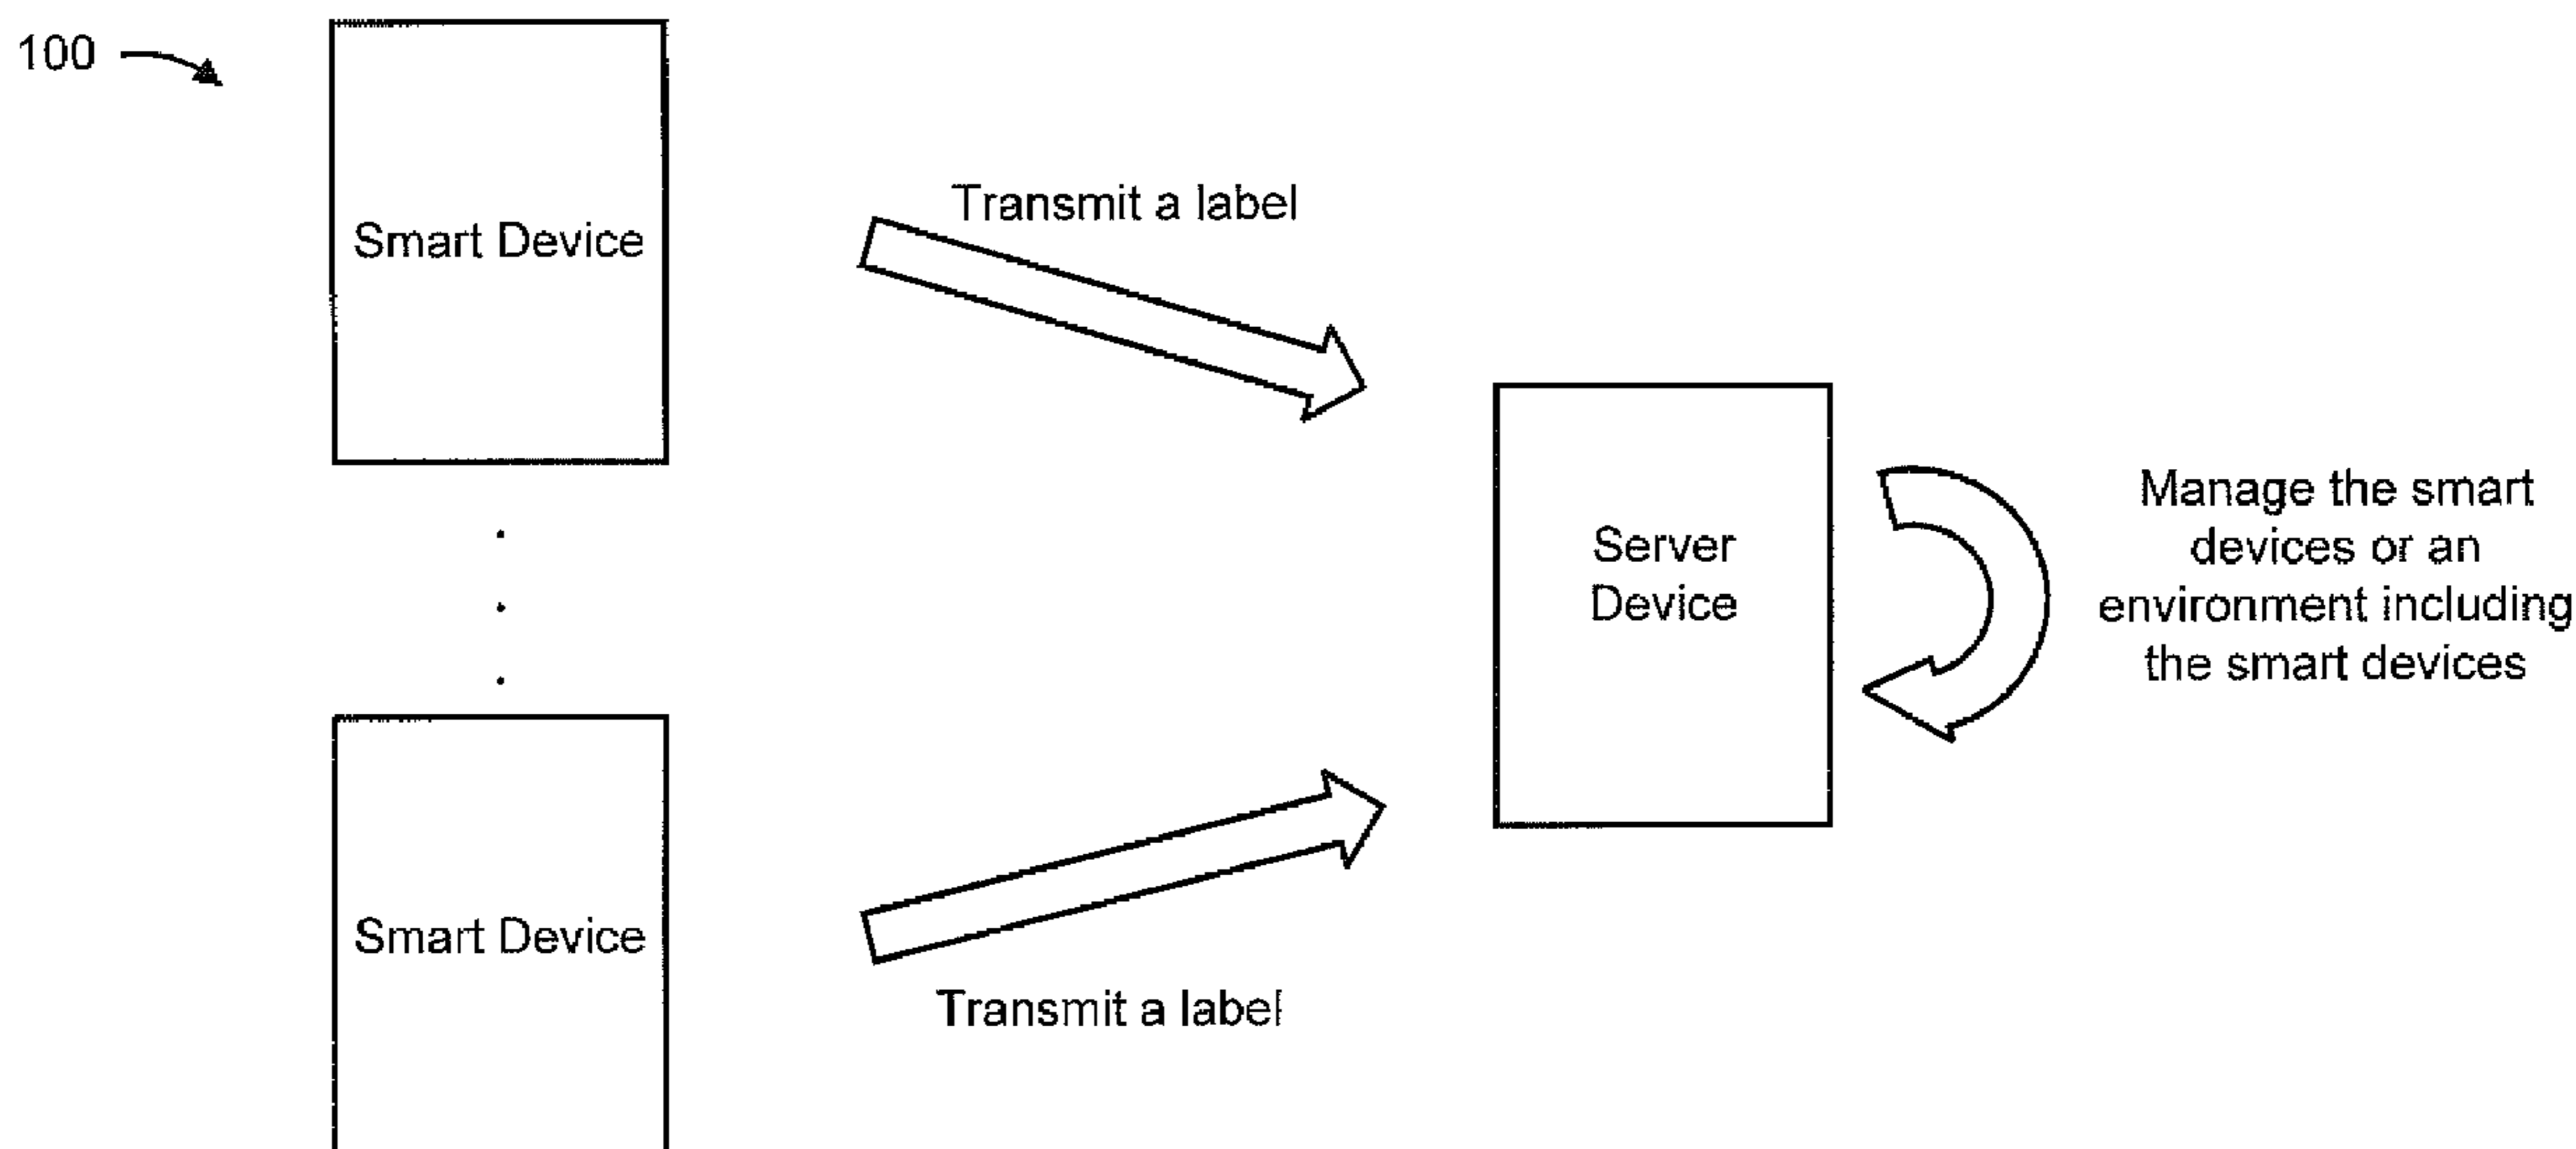 100
Smart Device
Transmit a label
Server
Device
Manage the smart
devices or an
environment including
the smart devices
Smart Device
Transmit a label